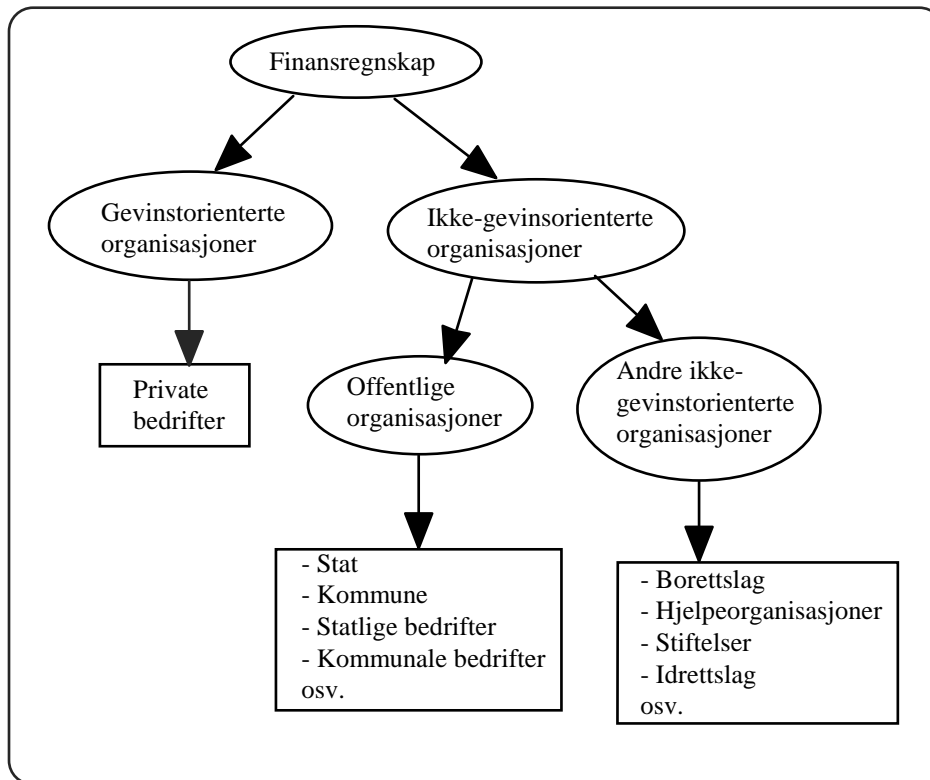 Finansregnskap
Gevinstorienterte
organisasjoner
Ikke-gevinsorienterte
organisasjoner
Private
bedrifter
Offentlige
organisasjoner
Andre ikke-
gevinstorienterte
organisasjoner
- Stat
- Kommune
- Statlige bedrifter
- Kommunale bedrifter
osv.
- Borettslag
- Hjelpeorganisasjoner
- Stiftelser
- Idrettslag
osv.